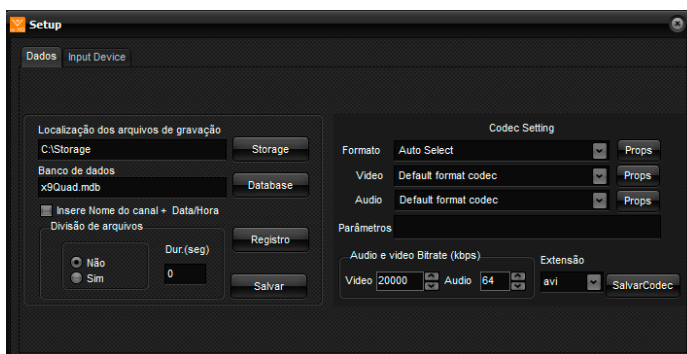 Setup
Dados Input Device
Localização dos arquivos de gravação
C:\Storage Storage
Banco de dados
x9Quad.mdb Database
Insere Nome do canal + Data/Hora
Divisão de arquivos
Não
Sim
Dur.(seg)
0
Registro
Salvar
Codec Setting
Formato Auto Select Props
Video Default format codec Props
Audio Default format codec Props
Parâmetros
Audio e video Bitrate (kbps)
Video 20000 Audio 64
Extensão
avi SalvarCodec